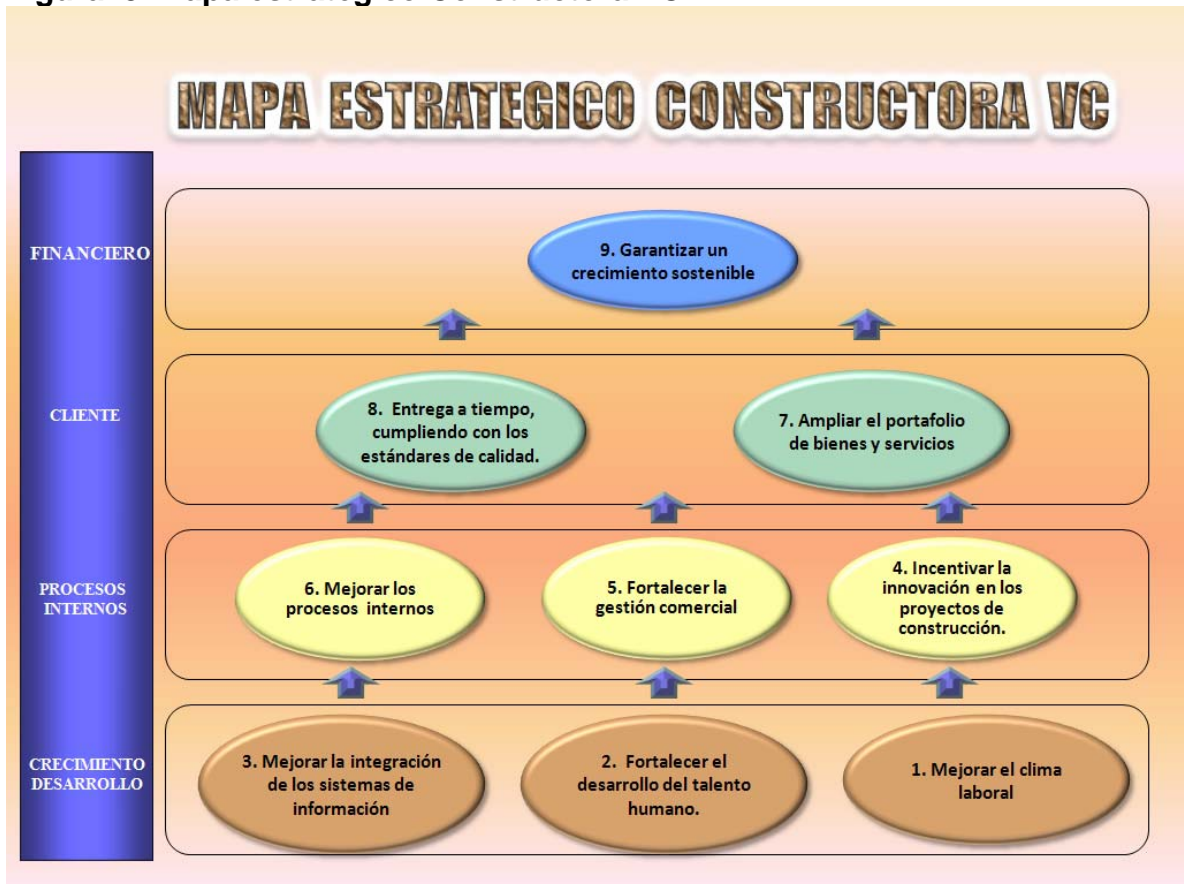 MAPA ESTRATEGICO CONSTRUCTORA VC
FINANCIERO
9. Garantizar un
crecimiento sostenible
CLIENTE
8. Entrega a tiempo,
cumpliendo con los
estándares de calidad.
7. Ampliar el portafolio
de bienes y servicios
PROCESOS
INTERNOS
6. Mejorar los
procesos internos
5. Fortalecer la
gestión comercial
4. Incentivar la
innovación en los
proyectos de
construcción.
CRECIMIENTO
DESARROLLO
3. Mejorar la integración
de los sistemas de
información
2. Fortalecer el
desarrollo del talento
humano.
1. Mejorar el clima
laboral